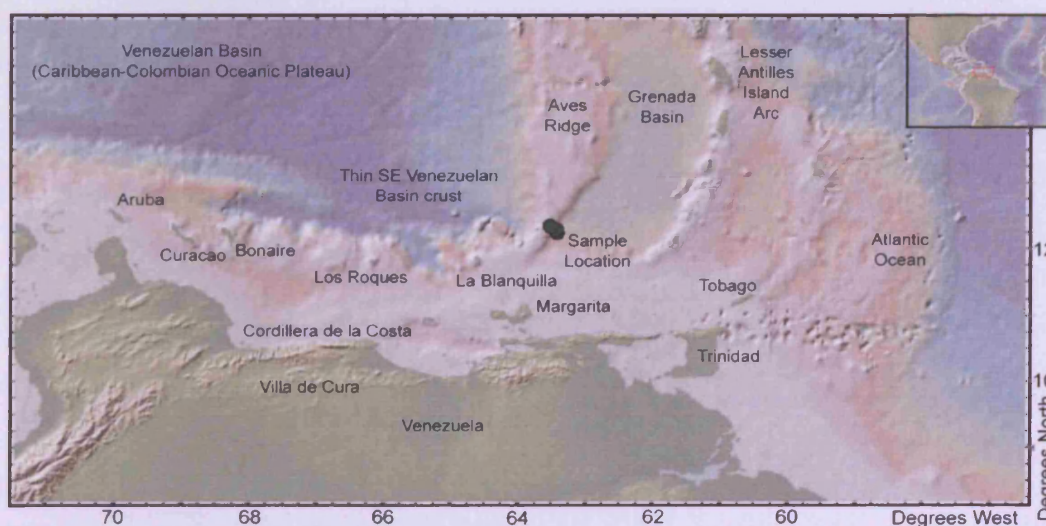 Venezuelan Basin
(Caribbean-Colombian Oceanic Plateau)
Lesser
Antilles
Island
Arc
Aves
Ridge
Grenada
Basin
Thin SE Venezuelan
Basin crust
Aruba
Curacao
Bonaire
Los Roques
La Blanquilla
Sample
Location
Atlantic
Ocean
Tobago
Margarita
Cordillera de la Costa
Trinidad
Villa de Cura
Venezuela
70
68
66
64
62
60
Degrees West
Degrees North